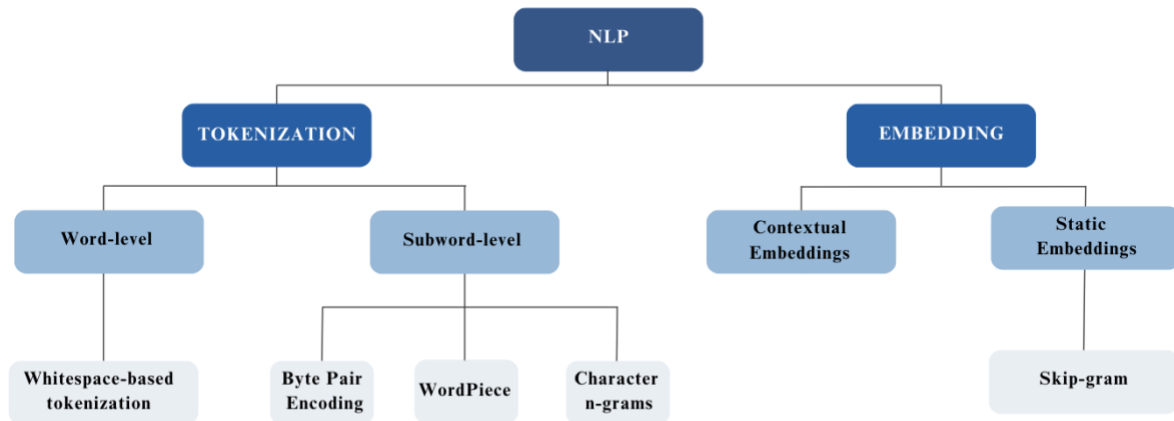 NLP
TOKENIZATION
EMBEDDING
Word-level
Subword-level
Contextual
Embeddings
Static
Embeddings
Whitespace-based
tokenization
Byte Pair
Encoding
WordPiece
Character
n-grams
Skip-gram